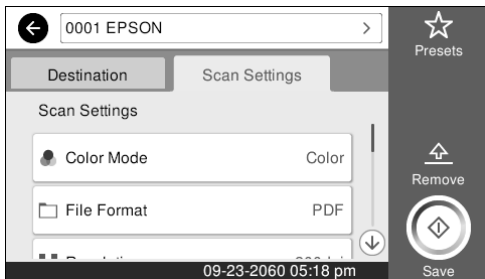 0001 EPSON
Presets
Destination
Scan Settings
Scan Settings
Color Mode
Color
Remove
File Format
PDF
09-23-2060 05:18 pm
Save